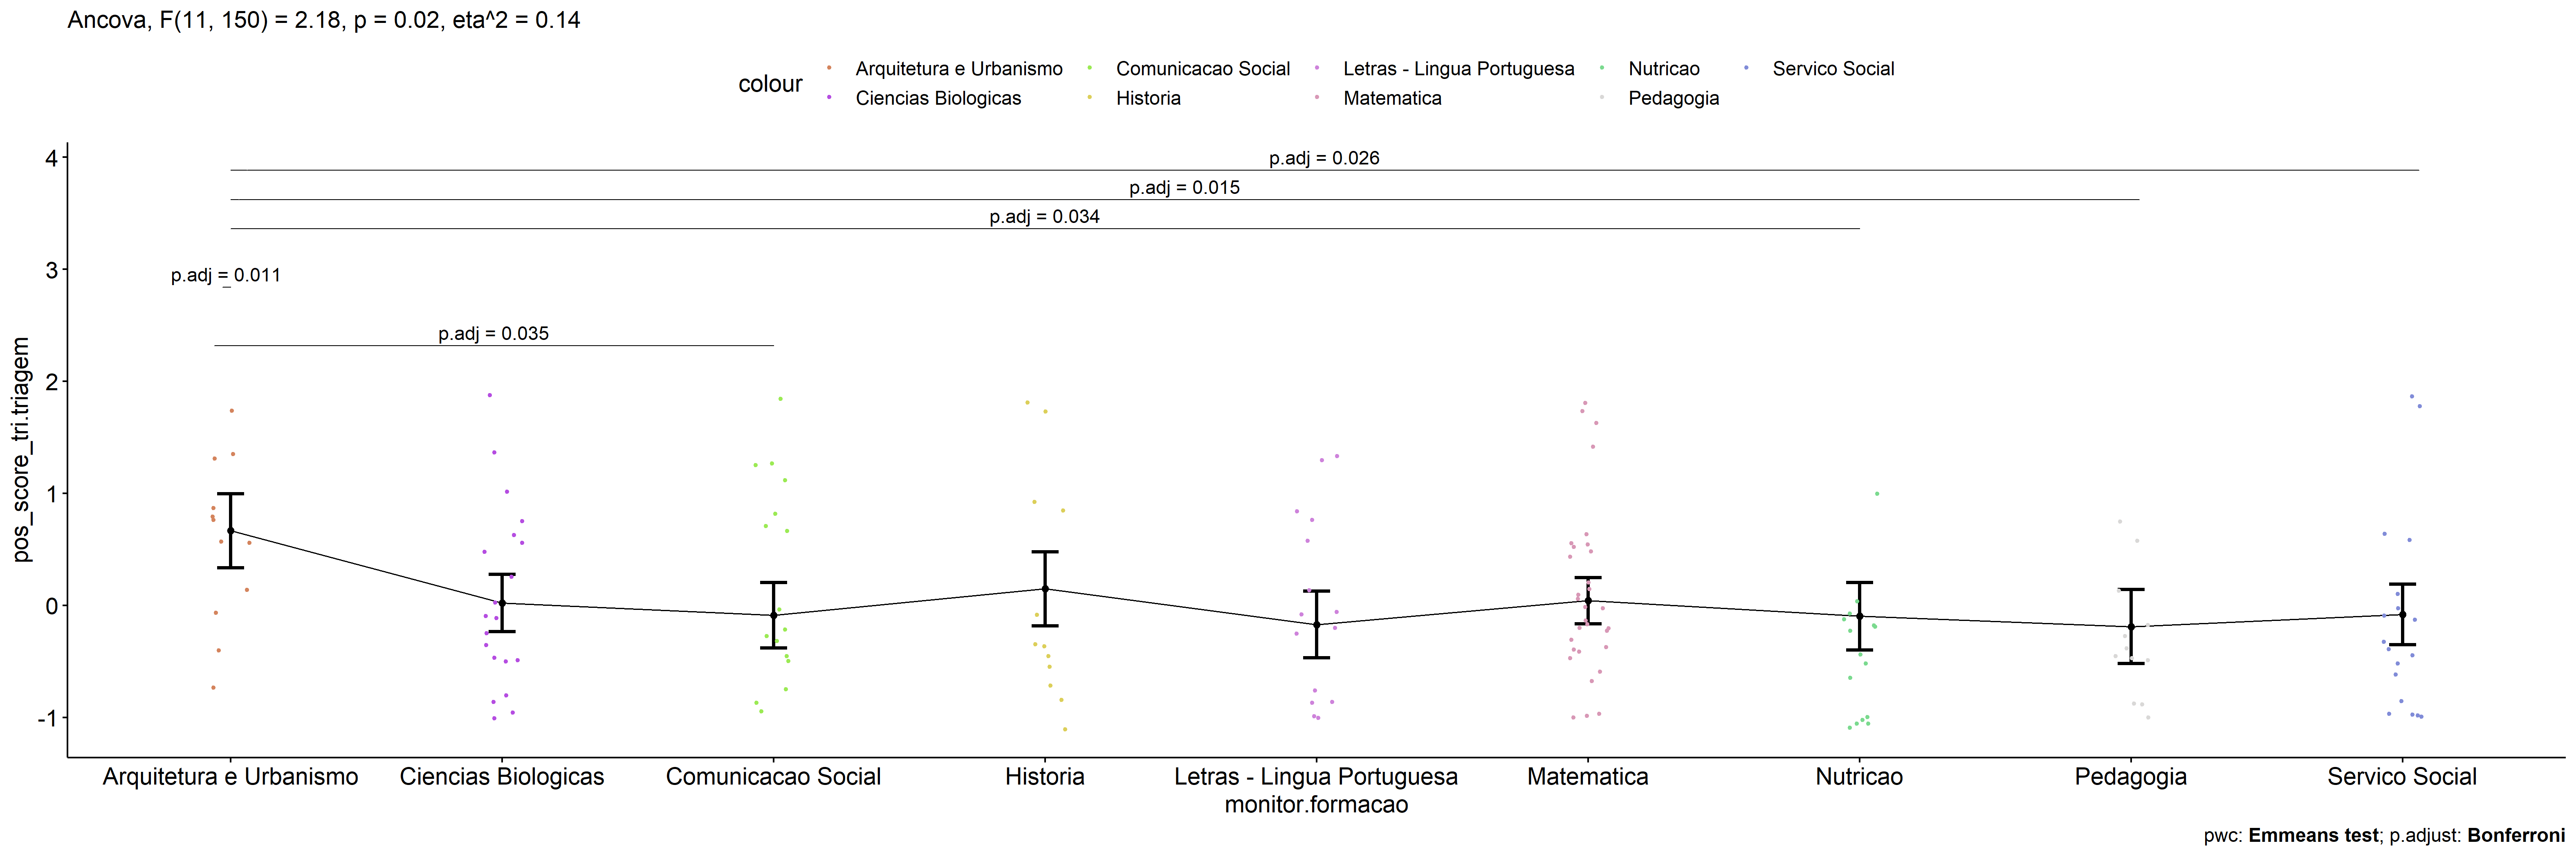 Ancova, F(11, 150) = 2.18, p = 0.02, eta^2 = 0.14
colour
Arquitetura e Urbanismo
Comunicacao Social
Letras - Lingua Portuguesa
Nutricao
Servico Social
Ciencias Biologicas
Historia
Matematica
Pedagogia
pos_score_tri.triagem
4
3
2
1
0
-1
p.adj = 0.026
p.adj = 0.015
p.adj = 0.034
p.adj = 0.011
p.adj = 0.035
Arquitetura e Urbanismo
Ciencias Biologicas
Comunicacao Social
Historia
Letras - Lingua Portuguesa
Matematica
Nutricao
Pedagogia
Servico Social
monitor.formacao
pwc: Emmeans test; p.adjust: Bonferroni